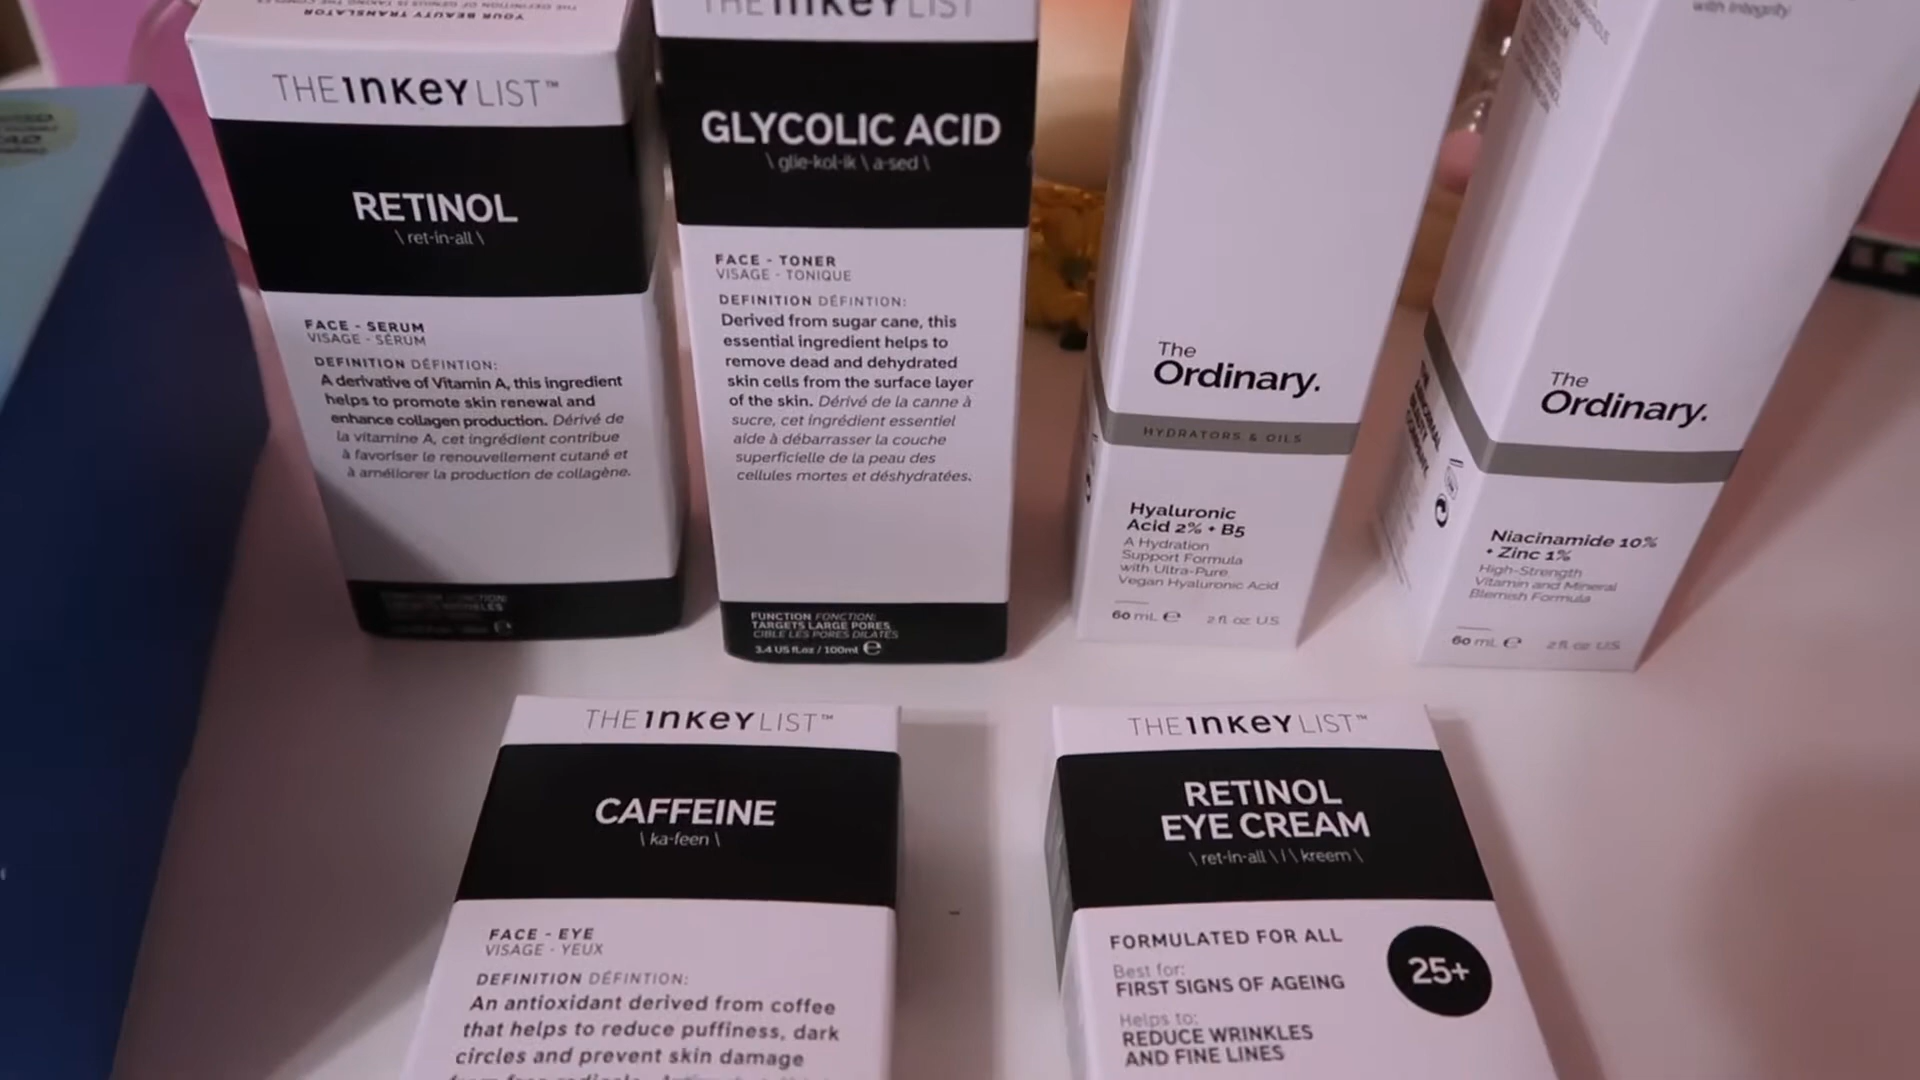 YOUR BEAUTY TRANSLATOR
THE INKEY LIST™
RETINOL
\ ret-in-all \
FACE - SERUM
VISAGE - SÉRUM
DEFINITION DÉFINTION:
A derivative of Vitamin A, this ingredient
helps to promote skin renewal and
enhance collagen production. Dérivé de
la vitamine A, cet ingrédient contribue
à favoriser le renouvellement cutané et
à améliorer la production de collagène.
THE INKEY LIST
GLYCOLIC ACID
\ glie-kol-ik \ a-sed \
FACE - TONER
VISAGE - TONIQUE
DEFINITION DÉFINTION:
Derived from sugar cane, this
essential ingredient helps to
remove dead and dehydrated
skin cells from the surface layer
of the skin. Dérivé de la canne à
sucre, cet ingrédient essentiel
aide à débarrasser la couche
superficielle de la peau des
cellules mortes et déshydratées.
FUNCTION FONCTION:
TARGETS LARGE PORES
CIBLE LES PORES DILATÉS
3.4 US fl.oz / 100ml ℮
The
Ordinary.
HYDRATORS & OILS
Hyaluronic
Acid 2% + B5
A Hydration
Support Formula
with Ultra-Pure
Vegan Hyaluronic Acid
60 mL ℮ 2 fl. oz. U.S.
with integrity
The
Ordinary.
Niacinamide 10%
+ Zinc 1%
High-Strength
Vitamin and Mineral
Blemish Formula
60 mL ℮ 2 fl. oz. U.S.
THE INKEY LIST™
CAFFEINE
\ ka-feen \
FACE - EYE
VISAGE - YEUX
DEFINITION DÉFINTION:
An antioxidant derived from coffee
that helps to reduce puffiness, dark
circles and prevent skin damage
THE INKEY LIST™
RETINOL
EYE CREAM
\ ret-in-all \ i \ kreem \
FORMULATED FOR ALL
25+
Best for:
FIRST SIGNS OF AGEING
Helps to:
REDUCE WRINKLES
AND FINE LINES